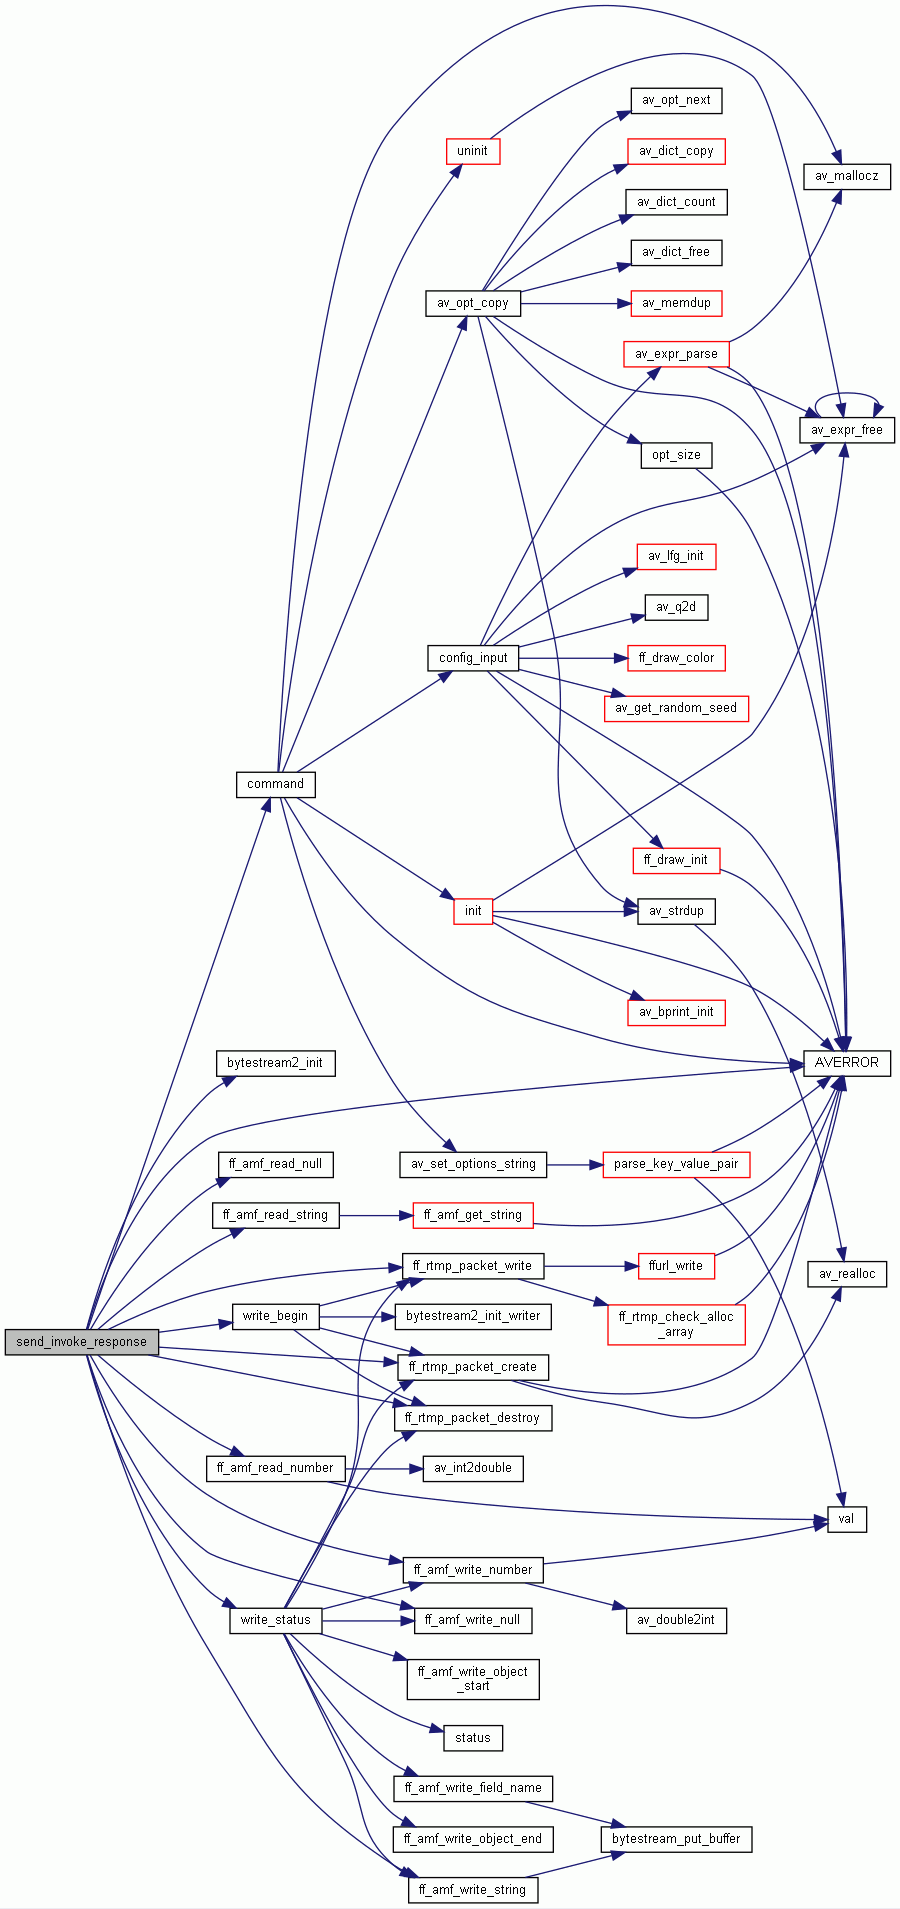 av_opt_next
uninit
av_dict_copy
av_mallocz
av_dict_count
av_dict_free
av_opt_copy
av_memdup
av_expr_parse
av_expr_free
opt_size
av_lfg_init
av_q2d
config_input
ff_draw_color
av_get_random_seed
command
ff_draw_init
init
av_strdup
av_bprint_init
bytestream2_init
AVERROR
ff_amf_read_null
av_set_options_string
parse_key_value_pair
ff_amf_read_string
ff_amf_get_string
ff_rtmp_packet_write
ffurl_write
av_realloc
write_begin
bytestream2_init_writer
ff_rtmp_check_alloc
_array
send_invoke_response
ff_rtmp_packet_create
ff_rtmp_packet_destroy
ff_amf_read_number
av_int2double
val
ff_amf_write_number
write_status
ff_amf_write_null
av_double2int
ff_amf_write_object
_start
status
ff_amf_write_field_name
ff_amf_write_object_end
bytestream_put_buffer
ff_amf_write_string